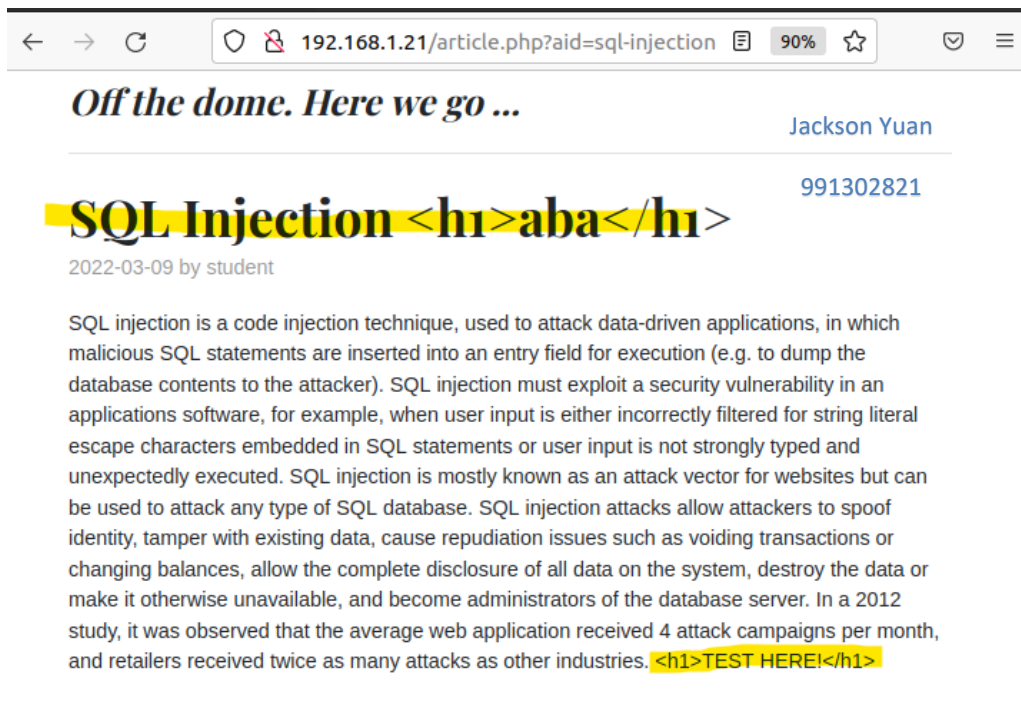 192.168.1.21/article.php?aid=sql-injection 90%
Off the dome. Here we go ...
Jackson Yuan
991302821
SQL Injection <h1>aba</h1>
2022-03-09 by student
SQL injection is a code injection technique, used to attack data-driven applications, in which
malicious SQL statements are inserted into an entry field for execution (e.g. to dump the
database contents to the attacker). SQL injection must exploit a security vulnerability in an
applications software, for example, when user input is either incorrectly filtered for string literal
escape characters embedded in SQL statements or user input is not strongly typed and
unexpectedly executed. SQL injection is mostly known as an attack vector for websites but can
be used to attack any type of SQL database. SQL injection attacks allow attackers to spoof
identity, tamper with existing data, cause repudiation issues such as voiding transactions or
changing balances, allow the complete disclosure of all data on the system, destroy the data or
make it otherwise unavailable, and become administrators of the database server. In a 2012
study, it was observed that the average web application received 4 attack campaigns per month,
and retailers received twice as many attacks as other industries. <h1>TEST HERE!</h1>